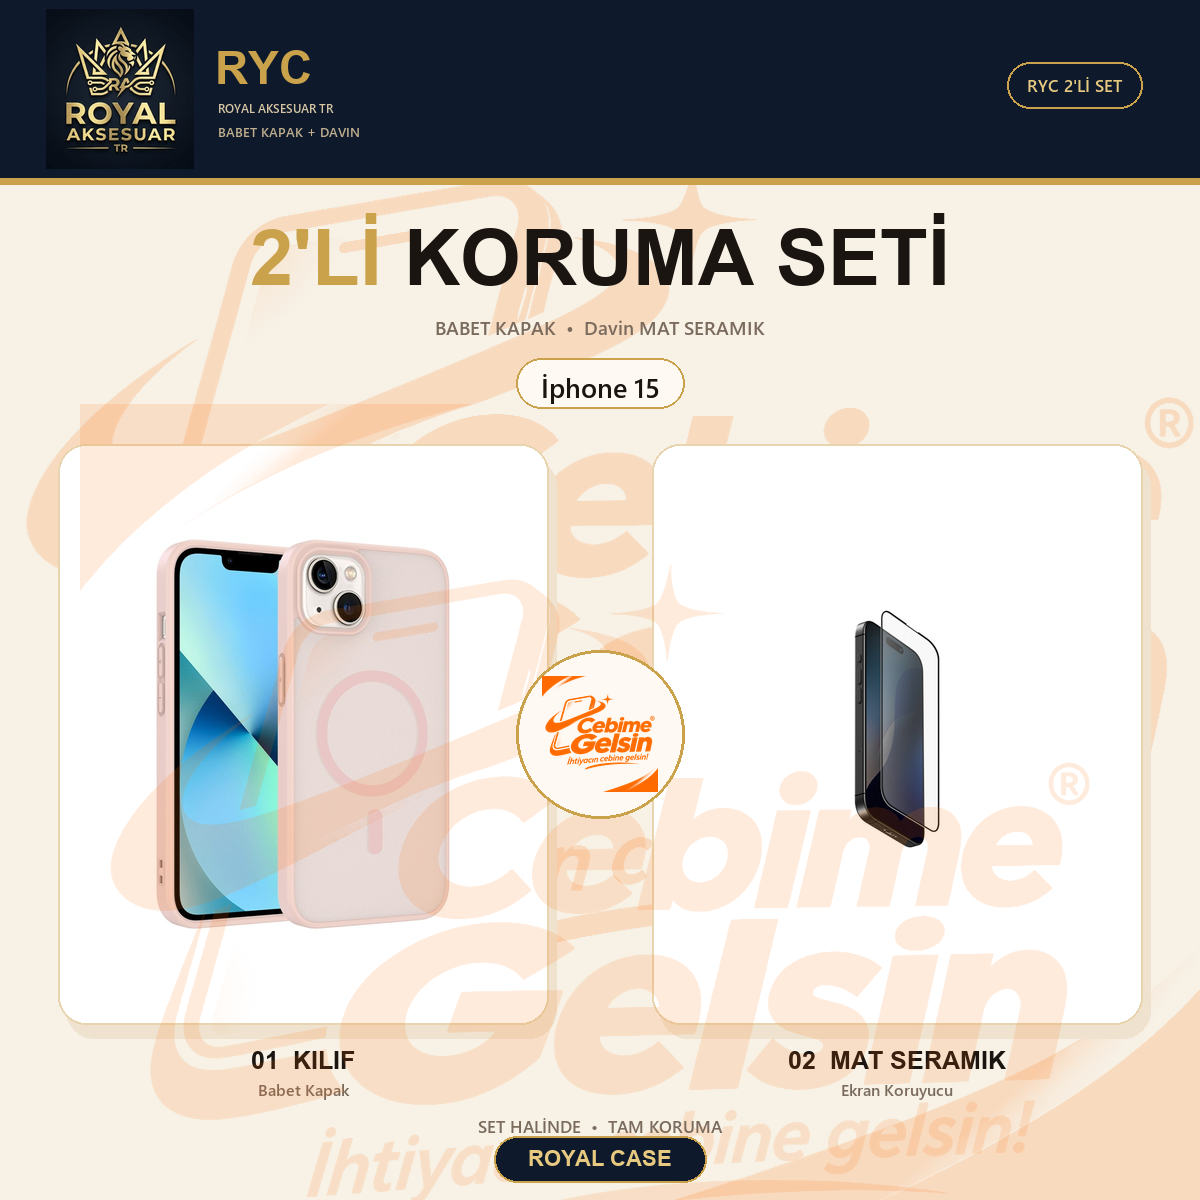 ROYAL
AKSESUAR
TR
RYC
ROYAL AKSESUAR TR
BABET KAPAK + DAVIN
RYC 2'Lİ SET
2'Lİ KORUMA SETİ
BABET KAPAK • Davin MAT SERAMIK
İphone 15
Cebime®
Gelsin
İhtiyacın cebine gelsin!
®
Cebime®
Gelsin
01 KILIF
Babet Kapak
02 MAT SERAMIK
Ekran Koruyucu
SET HALİNDE • TAM KORUMA
ROYAL CASE